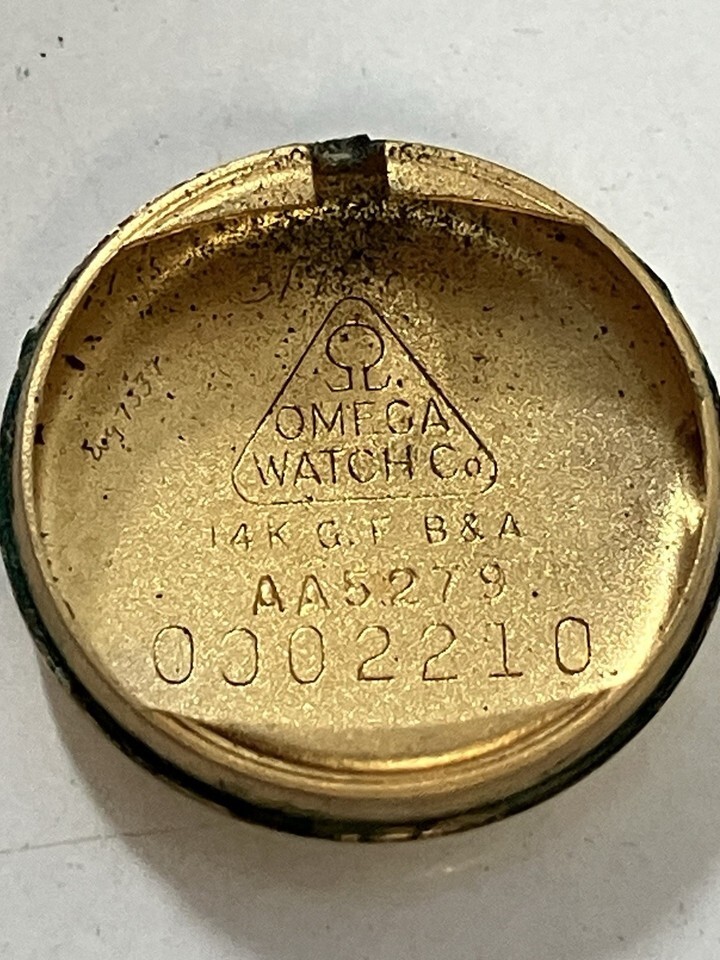 Ω
OMEGA
WATCH Co
14K G.F. B&A
AA5279
0002210